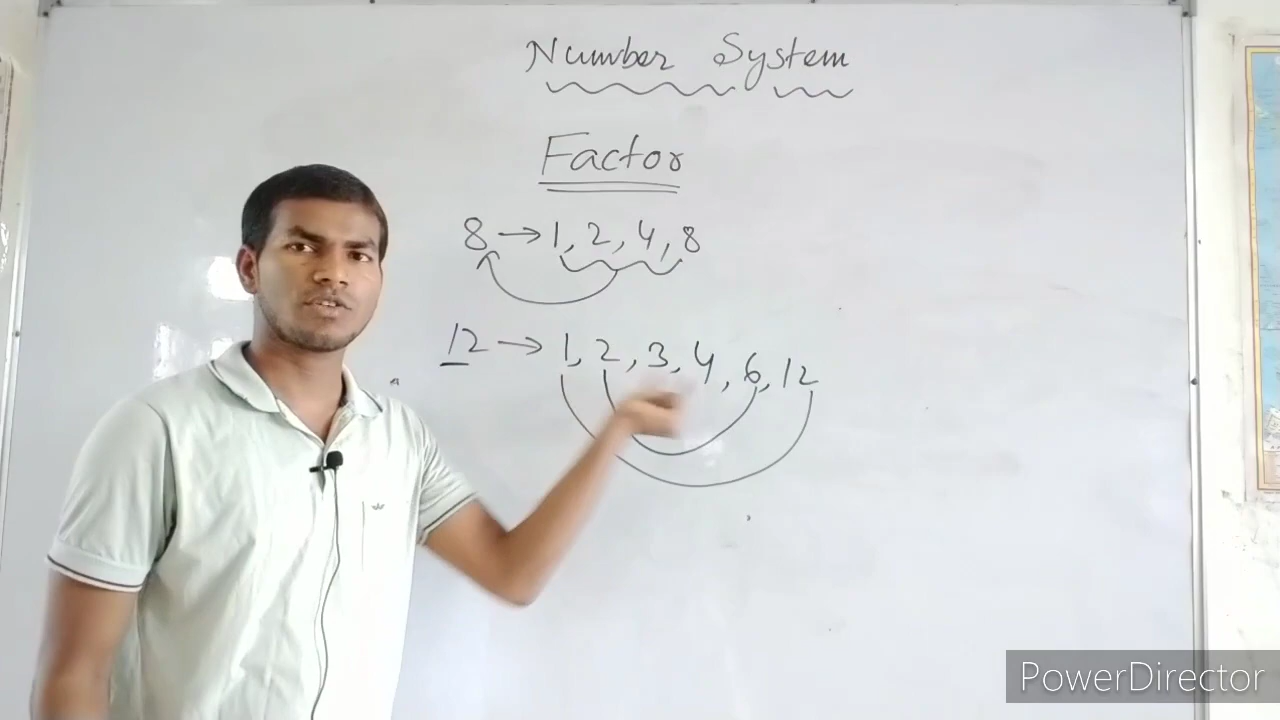 Number System
Factor
8 → 1, 2, 4, 8
12 → 1, 2, 3, 4, 6, 12
PowerDirector